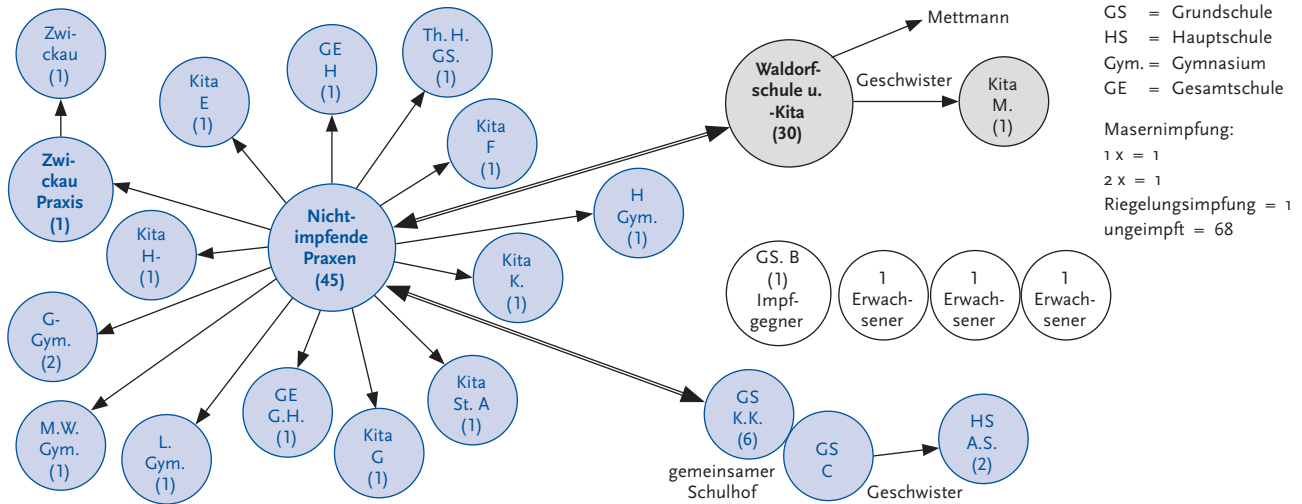 Zwi-
ckau
(1)
Kita
E
(1)
GE
H
(1)
Th. H.
GS.
(1)
Kita
F
(1)
Zwi-
ckau
Praxis
(1)
Kita
H-
(1)
Nicht-
impfende
Praxen
(45)
H
Gym.
(1)
Kita
K.
(1)
G-
Gym.
(2)
M.W.
Gym.
(1)
L.
Gym.
(1)
GE
G.H.
(1)
Kita
G
(1)
Kita
St. A
(1)
Waldorf-
schule u.
-Kita
(30)
Mettmann
Geschwister
Kita
M.
(1)
GS. B
(1)
Impf-
gegner
1
Erwach-
sener
1
Erwach-
sener
1
Erwach-
sener
GS
K.K.
(6)
gemeinsamer
Schulhof
GS
C
Geschwister
HS
A.S.
(2)
GS = Grundschule
HS = Hauptschule
Gym. = Gymnasium
GE = Gesamtschule
Masernimpfung:
1 x = 1
2 x = 1
Riegelungsimpfung = 1
ungeimpft = 68